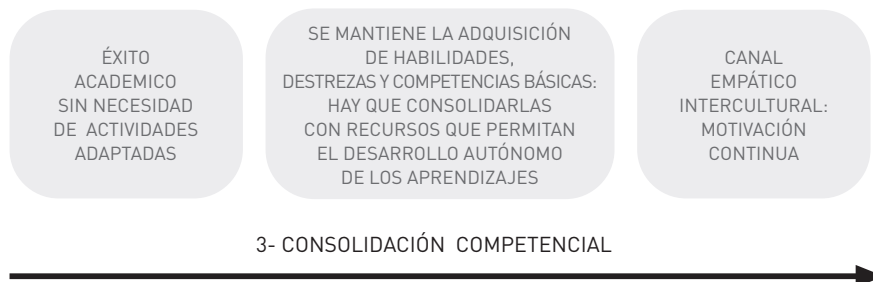 ÉXITO
ACADEMICO
SIN NECESIDAD
DE ACTIVIDADES
ADAPTADAS
SE MANTIENE LA ADQUISICIÓN
DE HABILIDADES,
DESTREZAS Y COMPETENCIAS BÁSICAS:
HAY QUE CONSOLIDARLAS
CON RECURSOS QUE PERMITAN
EL DESARROLLO AUTÓNOMO
DE LOS APRENDIZAJES
CANAL
EMPÁTICO
INTERCULTURAL:
MOTIVACIÓN
CONTINUA
3- CONSOLIDACIÓN COMPETENCIAL